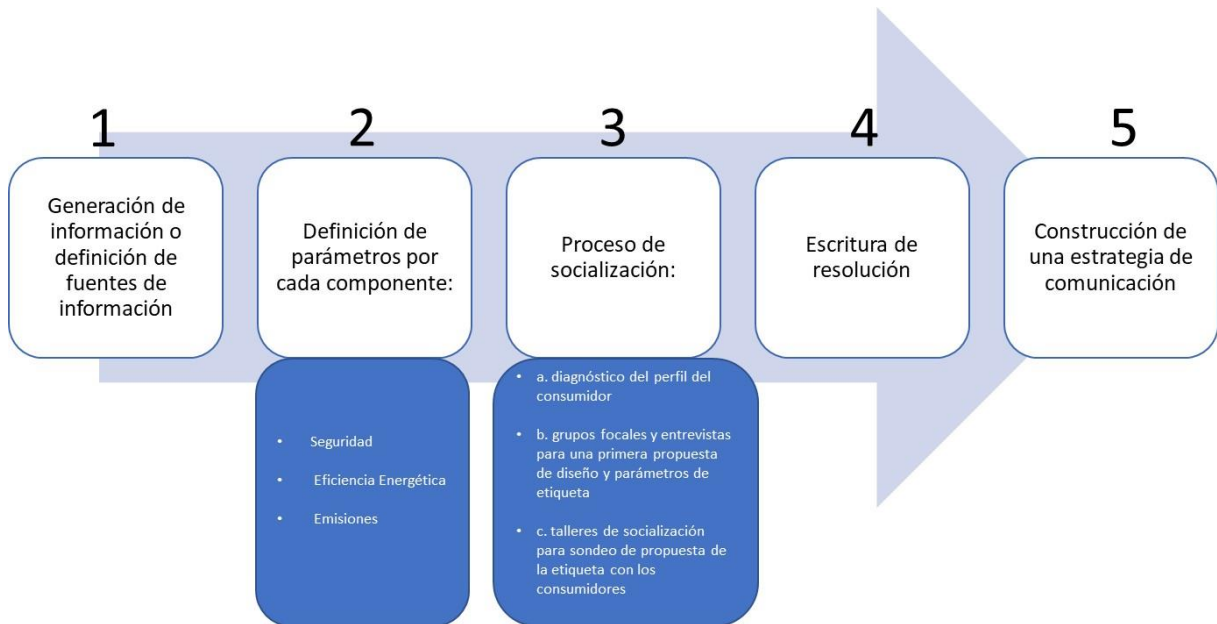 1
Generación de
información o
definición de
fuentes de
información
2
Definición de
parámetros por
cada componente:
• Seguridad
• Eficiencia Energética
• Emisiones
3
Proceso de
socialización:
• a. diagnóstico del perfil del
consumidor
• b. grupos focales y entrevistas
para una primera propuesta
de diseño y parámetros de
etiqueta
• c. talleres de socialización
para sondeo de propuesta de
la etiqueta con los
consumidores
4
Escritura de
resolución
5
Construcción de
una estrategia de
comunicación